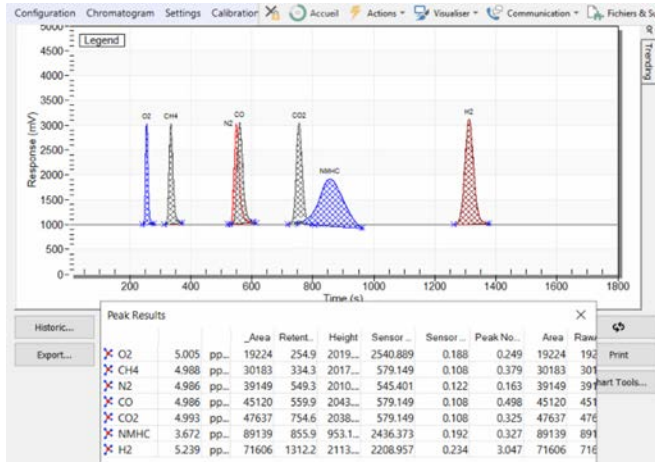 Configuration Chromatogram Settings Calibration Accueil Actions Visualiser Communication Fichiers & Su
5000
4500
4000
3500
3000
2500
2000
1500
1000
500
0
Response (mV)
Legend
O2 CH4 N2 CO CO2 NMHC H2
200 400 600 800 1000 1200 1400 1600 1800
Time (s)
Trending
Historic...
Export...
Print
hart Tools...
Peak Results
_Area Retent... Height Sensor ... Sensor ... Peak No... Area Raw
O2 5.005 pp... 19224 254.9 2019.... 2540.889 0.188 0.249 19224 192
CH4 4.988 pp... 30183 334.3 2017.... 579.149 0.108 0.379 30183 301
N2 4.986 pp... 39149 549.3 2010.... 545.401 0.122 0.163 39149 391
CO 4.986 pp... 45120 559.9 2043.... 579.149 0.108 0.498 45120 451
CO2 4.993 pp... 47637 754.6 2038.... 579.149 0.108 0.325 47637 476
NMHC 3.672 pp... 89139 855.9 953.1... 2436.373 0.192 0.327 89139 891
H2 5.239 pp... 71606 1312.2 2113.... 2208.957 0.234 3.047 71606 716